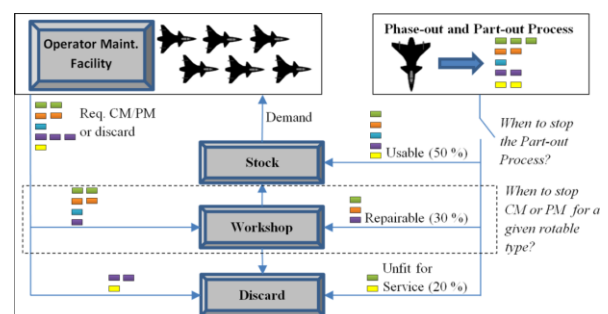 Operator Maint.
Facility
Phase-out and Part-out Process
Req. CM/PM
or discard
Demand
When to stop
the Part-out
Process?
Stock
Usable (50 %)
When to stop
CM or PM for a
given rotable
type?
Workshop
Repairable (30 %)
Unfit for
Service (20 %)
Discard